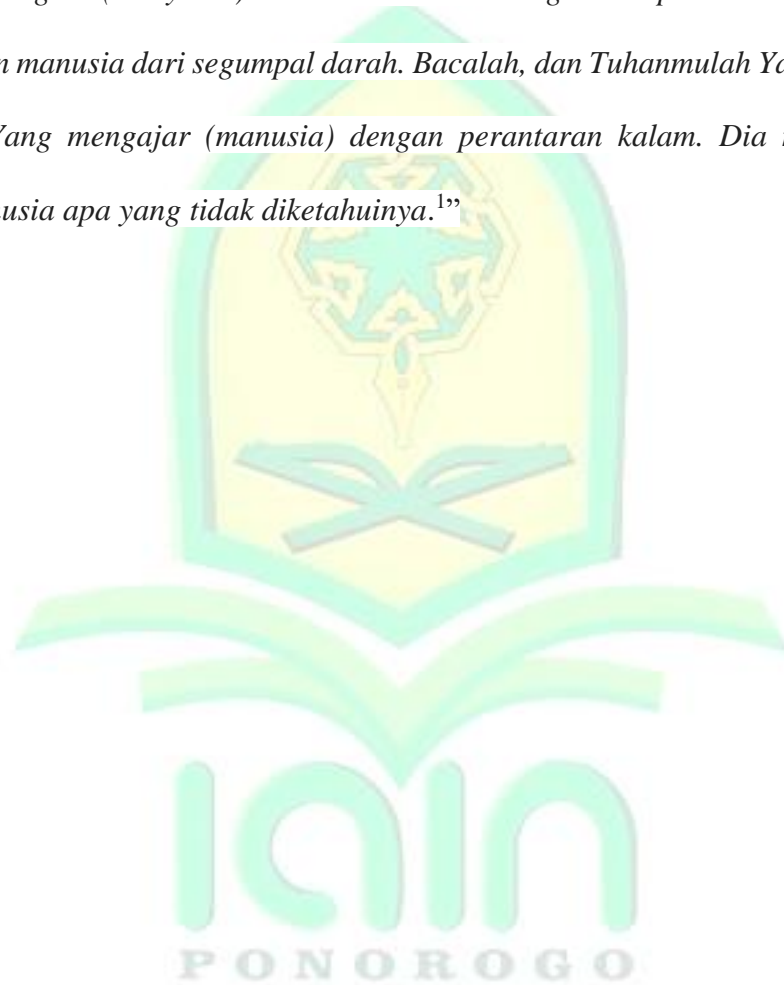 n manusia dari segumpal darah. Bacalah, dan Tuhanmulah Ya
Yang mengajar (manusia) dengan perantaran kalam. Dia
usia apa yang tidak diketahuinya.¹”
iain
PONOROGO